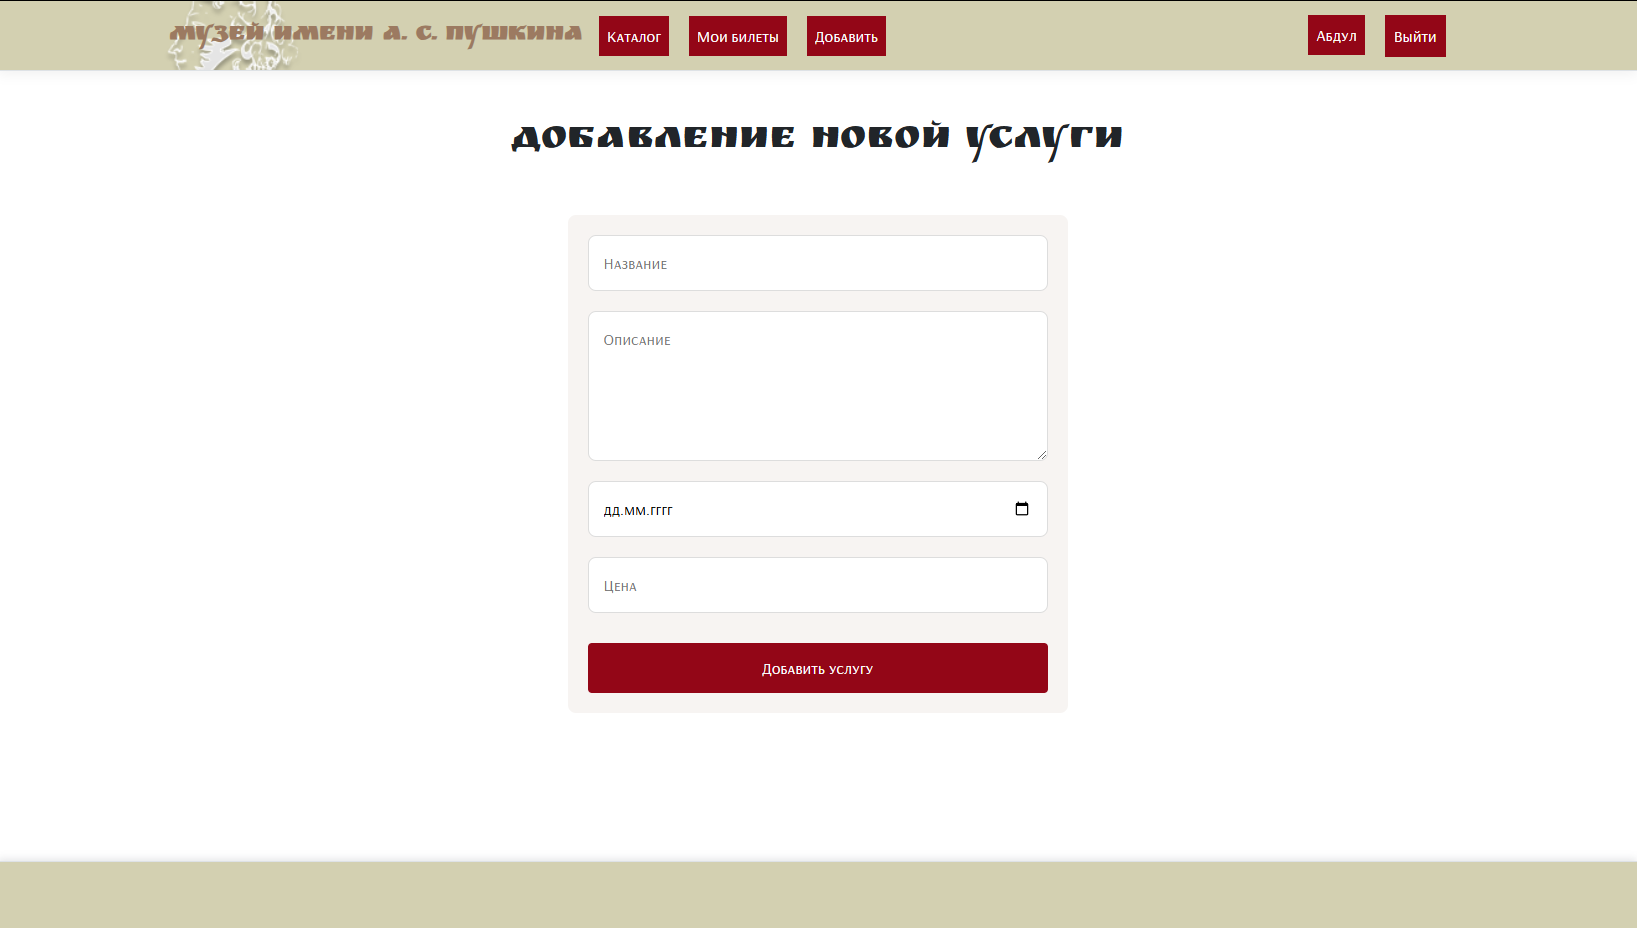 музей имени а. с. пушкина
Каталог
Мои билеты
Добавить
Абдул
Выйти
добавление новой услуги
Название
Описание
дд.мм.гггг
Цена
Добавить услугу